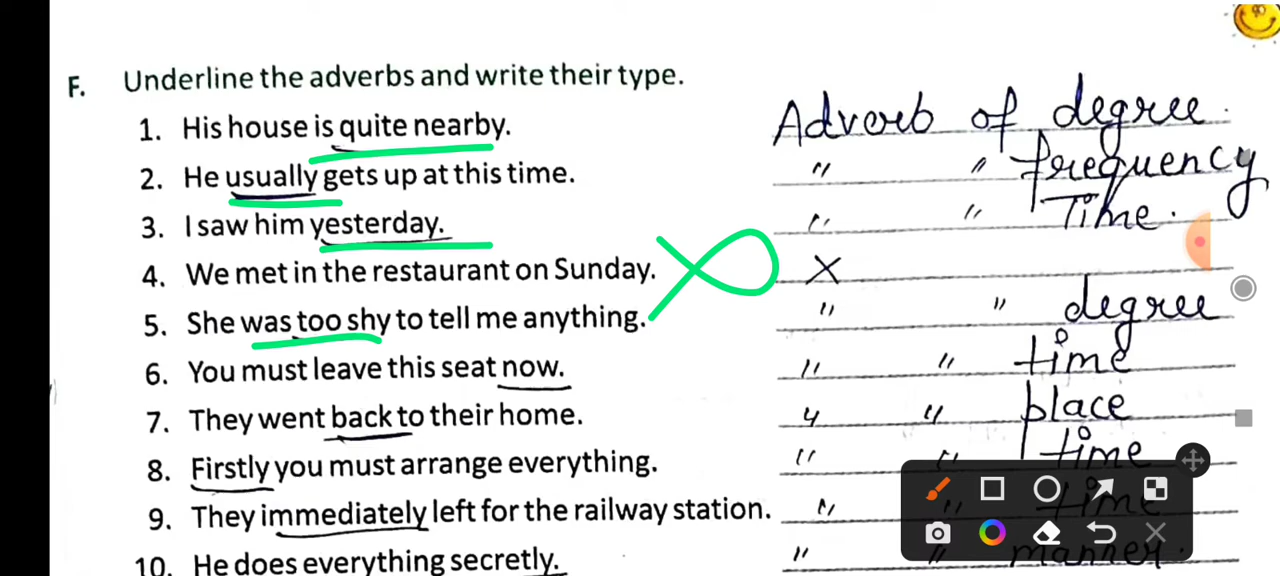 F. Underline the adverbs and write their type.
1. His house is quite nearby. Adverb of degree.
2. He usually gets up at this time. " " frequency
3. I saw him yesterday. " " Time.
4. We met in the restaurant on Sunday. X
5. She was too shy to tell me anything. " " degree
6. You must leave this seat now. " " time
7. They went back to their home. " " place
8. Firstly you must arrange everything. " " time
9. They immediately left for the railway station. " " time
10. He does everything secretly. " " manner.